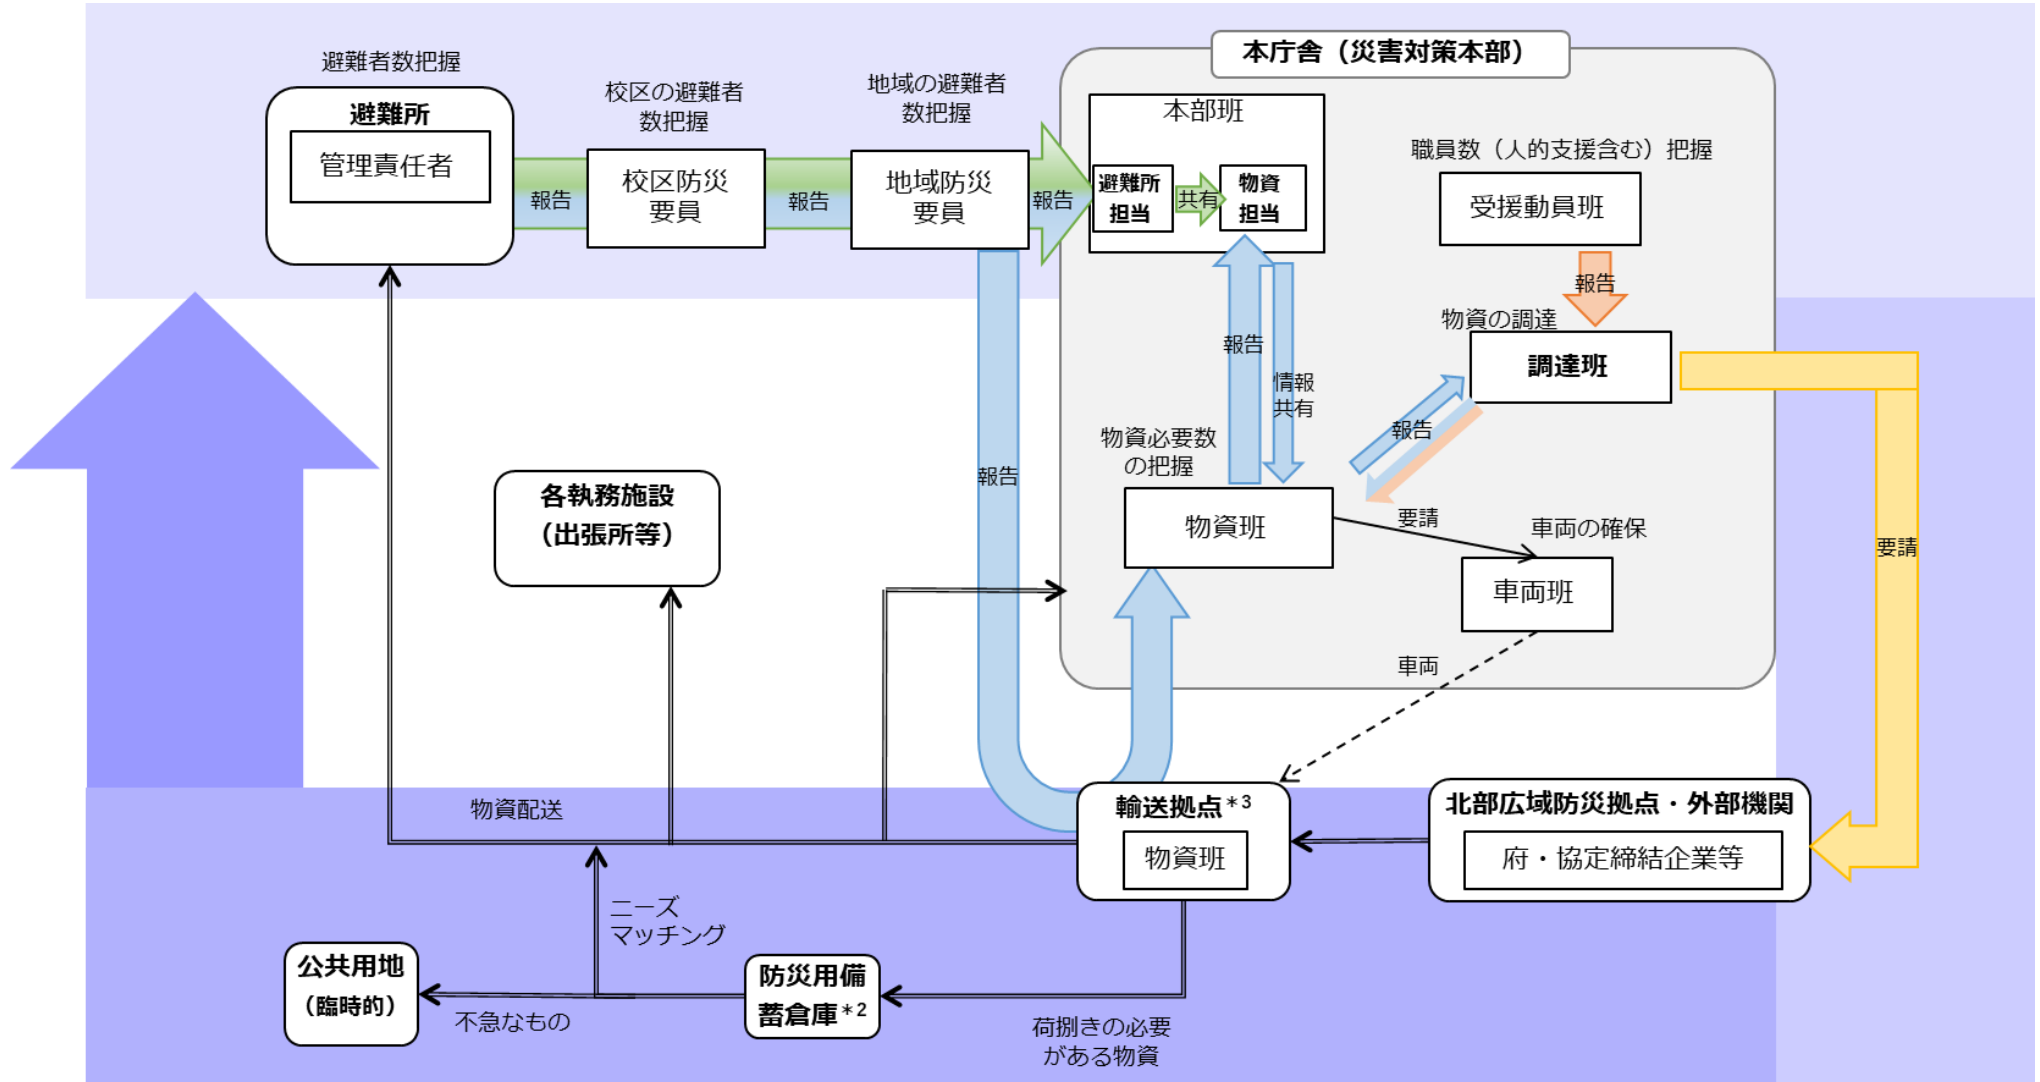 本庁舎（災害対策本部）
避難者数把握
避難所
管理責任者
報告
校区の避難者
数把握
校区防災
要員
報告
地域の避難者
数把握
地域防災
要員
報告
本部班
避難所
担当
共有
物資
担当
職員数（人的支援含む）把握
受援動員班
報告
物資の調達
調達班
報告
情報
共有
報告
物資必要数
の把握
物資班
要請
車両の確保
車両班
車両
要請
報告
各執務施設
（出張所等）
物資配送
輸送拠点*3
物資班
北部広域防災拠点・外部機関
府・協定締結企業等
ニーズ
マッチング
公共用地
（臨時的）
不急なもの
防災用備
蓄倉庫*2
荷捌きの必要
がある物資